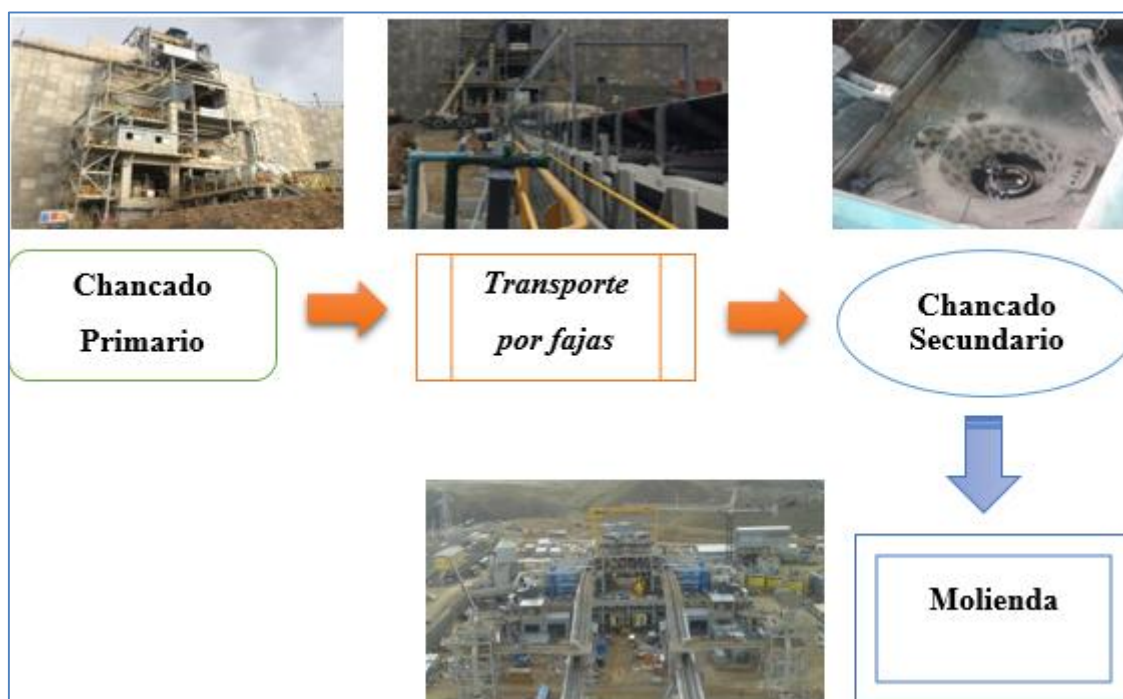 Chancado
Primario
Transporte
por fajas
Chancado
Secundario
Molienda